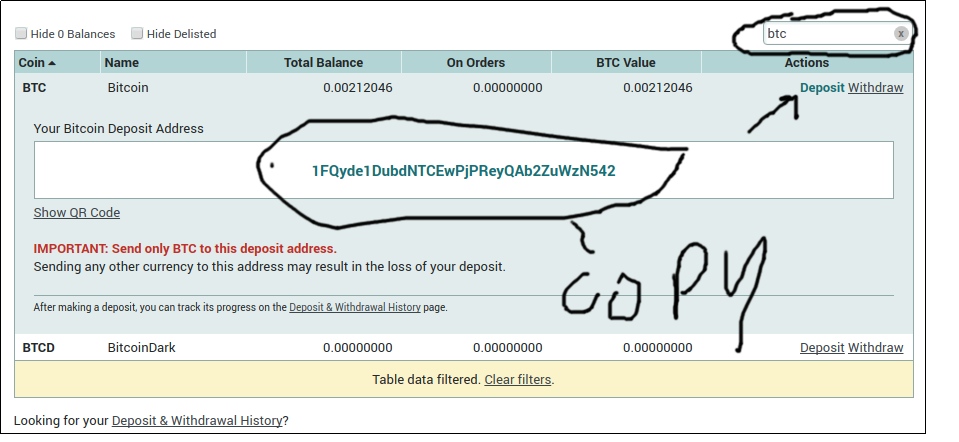 Hide 0 Balances Hide Delisted btc x
Coin Name Total Balance On Orders BTC Value Actions
BTC Bitcoin 0.00212046 0.00000000 0.00212046 Deposit Withdraw
Your Bitcoin Deposit Address
1FQyde1DubdNTCEwPjPReyQAb2ZuWzN542
Show QR Code
IMPORTANT: Send only BTC to this deposit address.
Sending any other currency to this address may result in the loss of your deposit.
COPY
After making a deposit, you can track its progress on the Deposit & Withdrawal History page.
BTCD BitcoinDark 0.00000000 0.00000000 0.00000000 Deposit Withdraw
Table data filtered. Clear filters.
Looking for your Deposit & Withdrawal History?